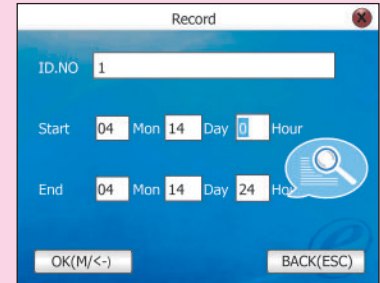 Record
ID.NO 1
Start 04 Mon 14 Day 0 Hour
End 04 Mon 14 Day 24
OK(M/<-) BACK(ESC)